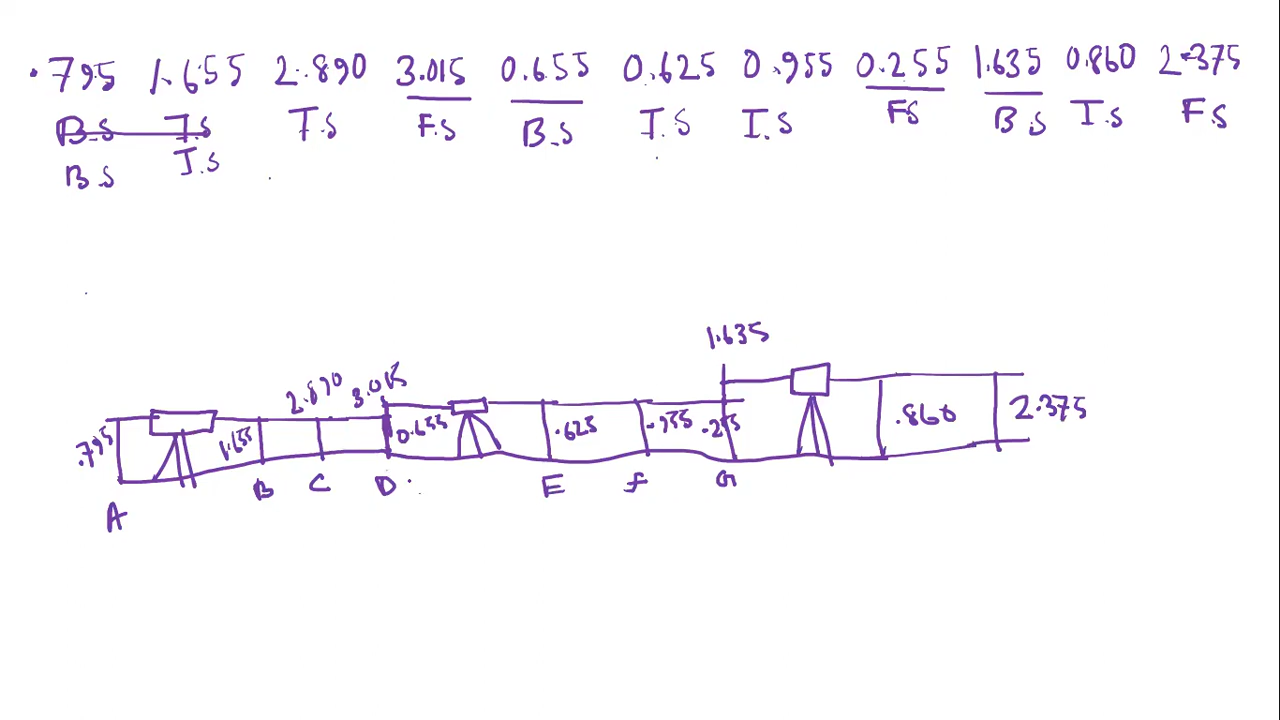 .795 1.655 2.890 3.015 0.655 0.625 0.955 0.255 1.635 0.860 2.375
B.S I.S I.S F.S B.S I.S I.S FS B.S I.S F.S
B.S I.S
1.635
2.890 3.015
.795 1.655 0.655 .625 .955 .255 .860 2.375
A B C D E F G